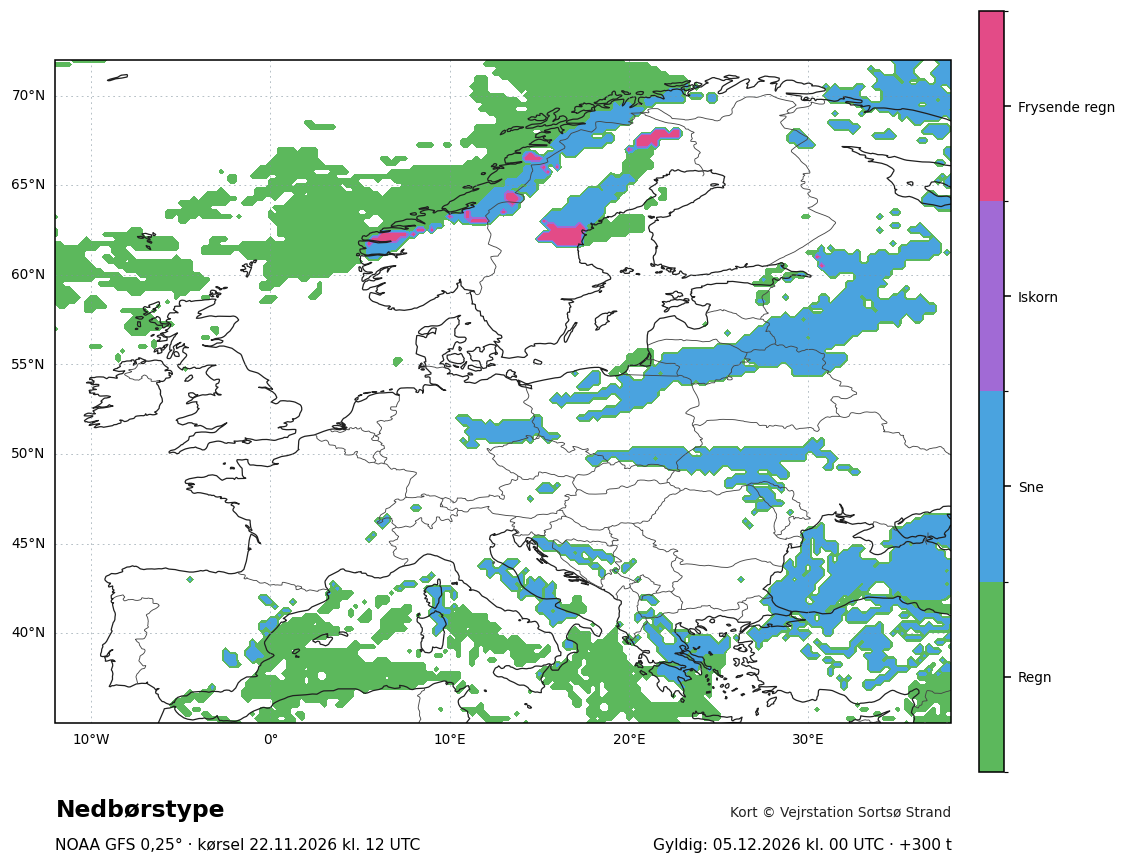 Frysende regn
Iskorn
Sne
Regn
70°N
65°N
60°N
55°N
50°N
45°N
40°N
10°W
0°
10°E
20°E
30°E
Nedbørstype
Kort © Vejrstation Sortsø Strand
NOAA GFS 0,25° · kørsel 22.11.2026 kl. 12 UTC
Gyldig: 05.12.2026 kl. 00 UTC · +300 t